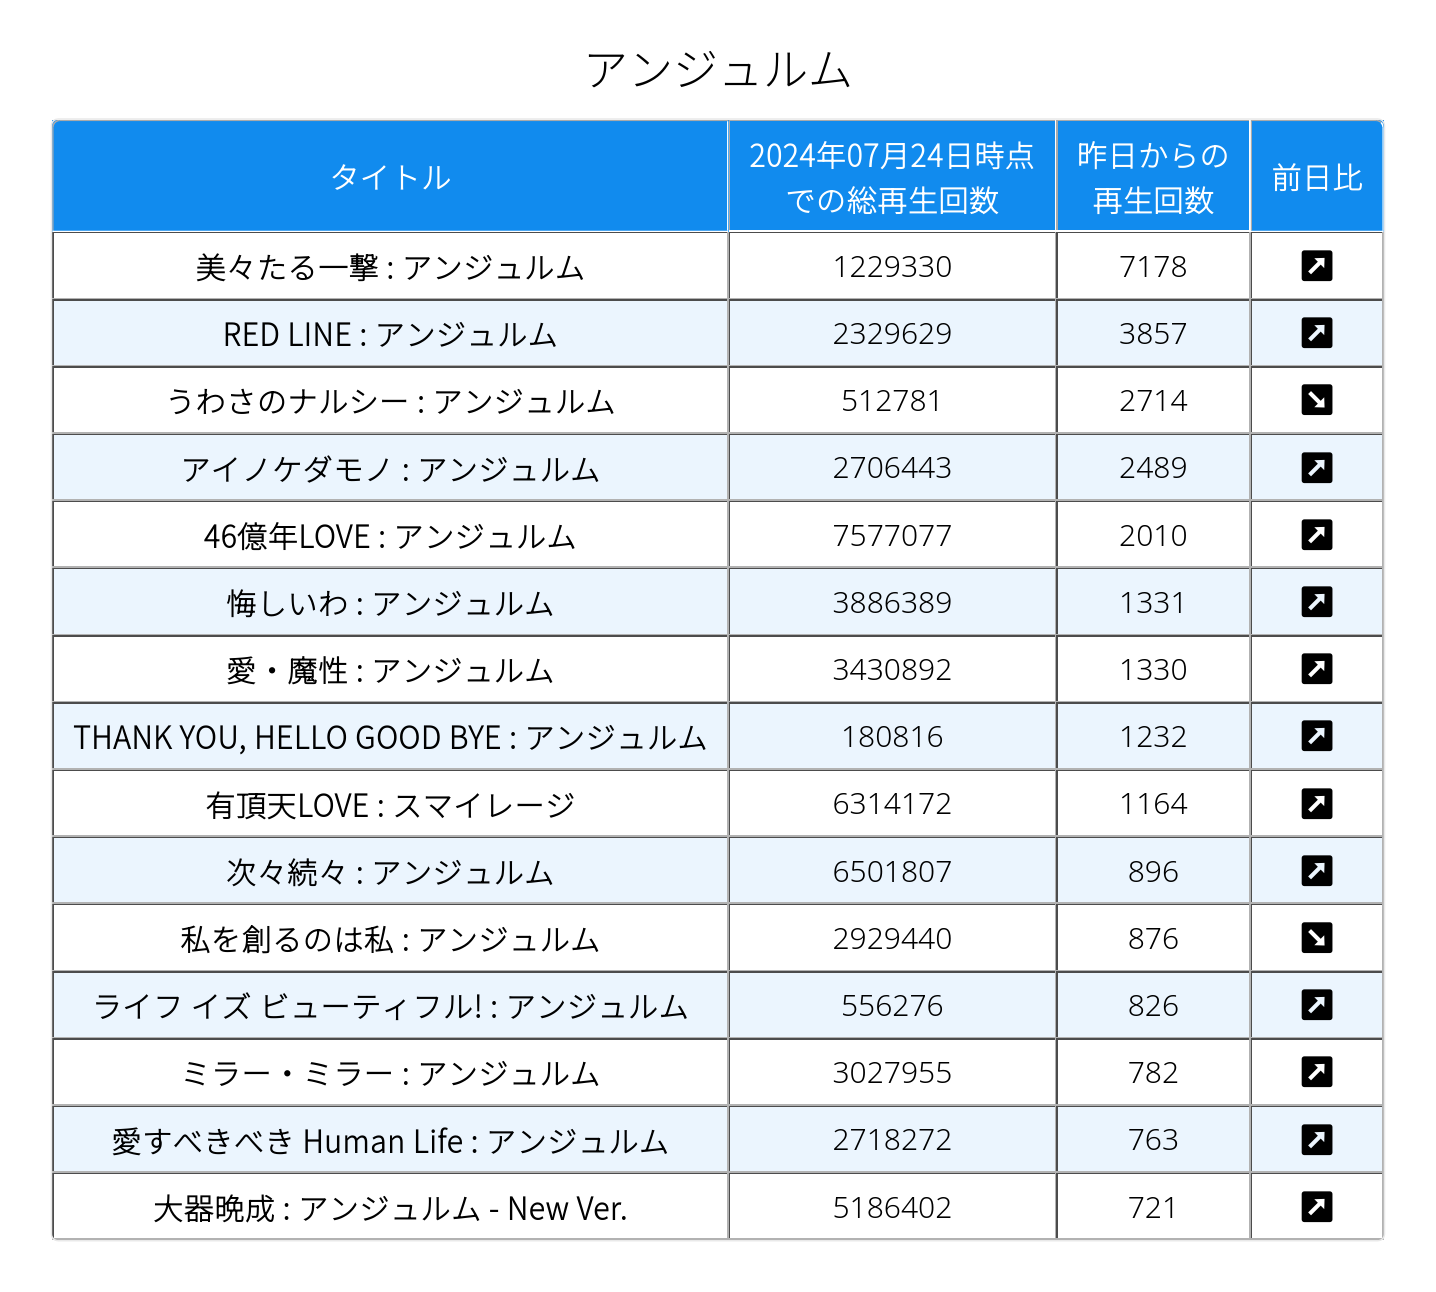 アンジュルム
タイトル 2024年07月24日時点での総再生回数 昨日からの再生回数 前日比
美々たる一撃 : アンジュルム 1229330 7178 ↗
RED LINE : アンジュルム 2329629 3857 ↗
うわさのナルシー : アンジュルム 512781 2714 ↘
アイノケダモノ : アンジュルム 2706443 2489 ↗
46億年LOVE : アンジュルム 7577077 2010 ↗
悔しいわ : アンジュルム 3886389 1331 ↗
愛・魔性 : アンジュルム 3430892 1330 ↗
THANK YOU, HELLO GOOD BYE : アンジュルム 180816 1232 ↗
有頂天LOVE : スマイレージ 6314172 1164 ↗
次々続々 : アンジュルム 6501807 896 ↗
私を創るのは私 : アンジュルム 2929440 876 ↘
ライフ イズ ビューティフル! : アンジュルム 556276 826 ↗
ミラー・ミラー : アンジュルム 3027955 782 ↗
愛すべきべき Human Life : アンジュルム 2718272 763 ↗
大器晩成 : アンジュルム - New Ver. 5186402 721 ↗